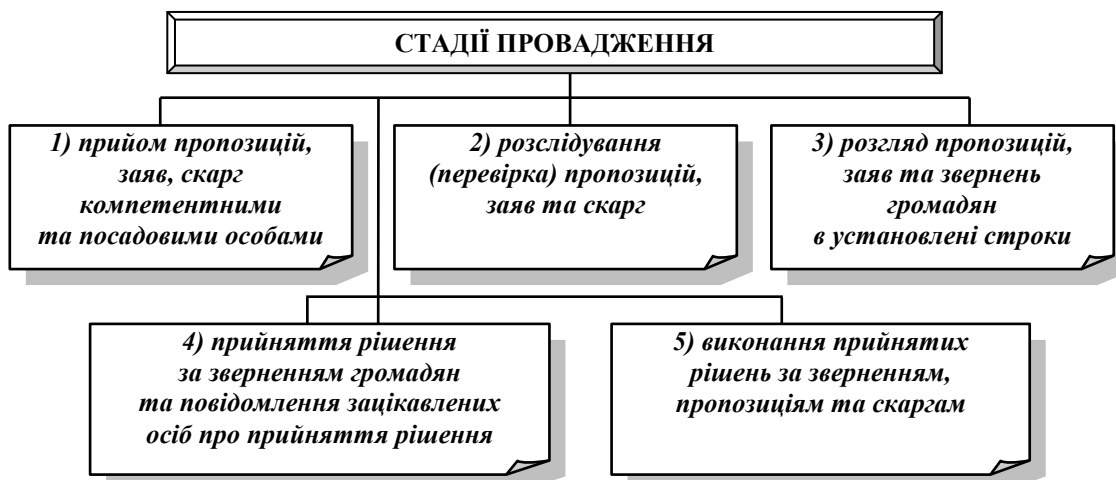 СТАДІЇ ПРОВАДЖЕННЯ
1) прийом пропозицій,
заяв, скарг
компетентними
та посадовими особами
2) розслідування
(перевірка) пропозицій,
заяв та скарг
3) розгляд пропозицій,
заяв та звернень
громадян
в установлені строки
4) прийняття рішення
за зверненням громадян
та повідомлення зацікавлених
осіб про прийняття рішення
5) виконання прийнятих
рішень за зверненням,
пропозиціям та скаргам